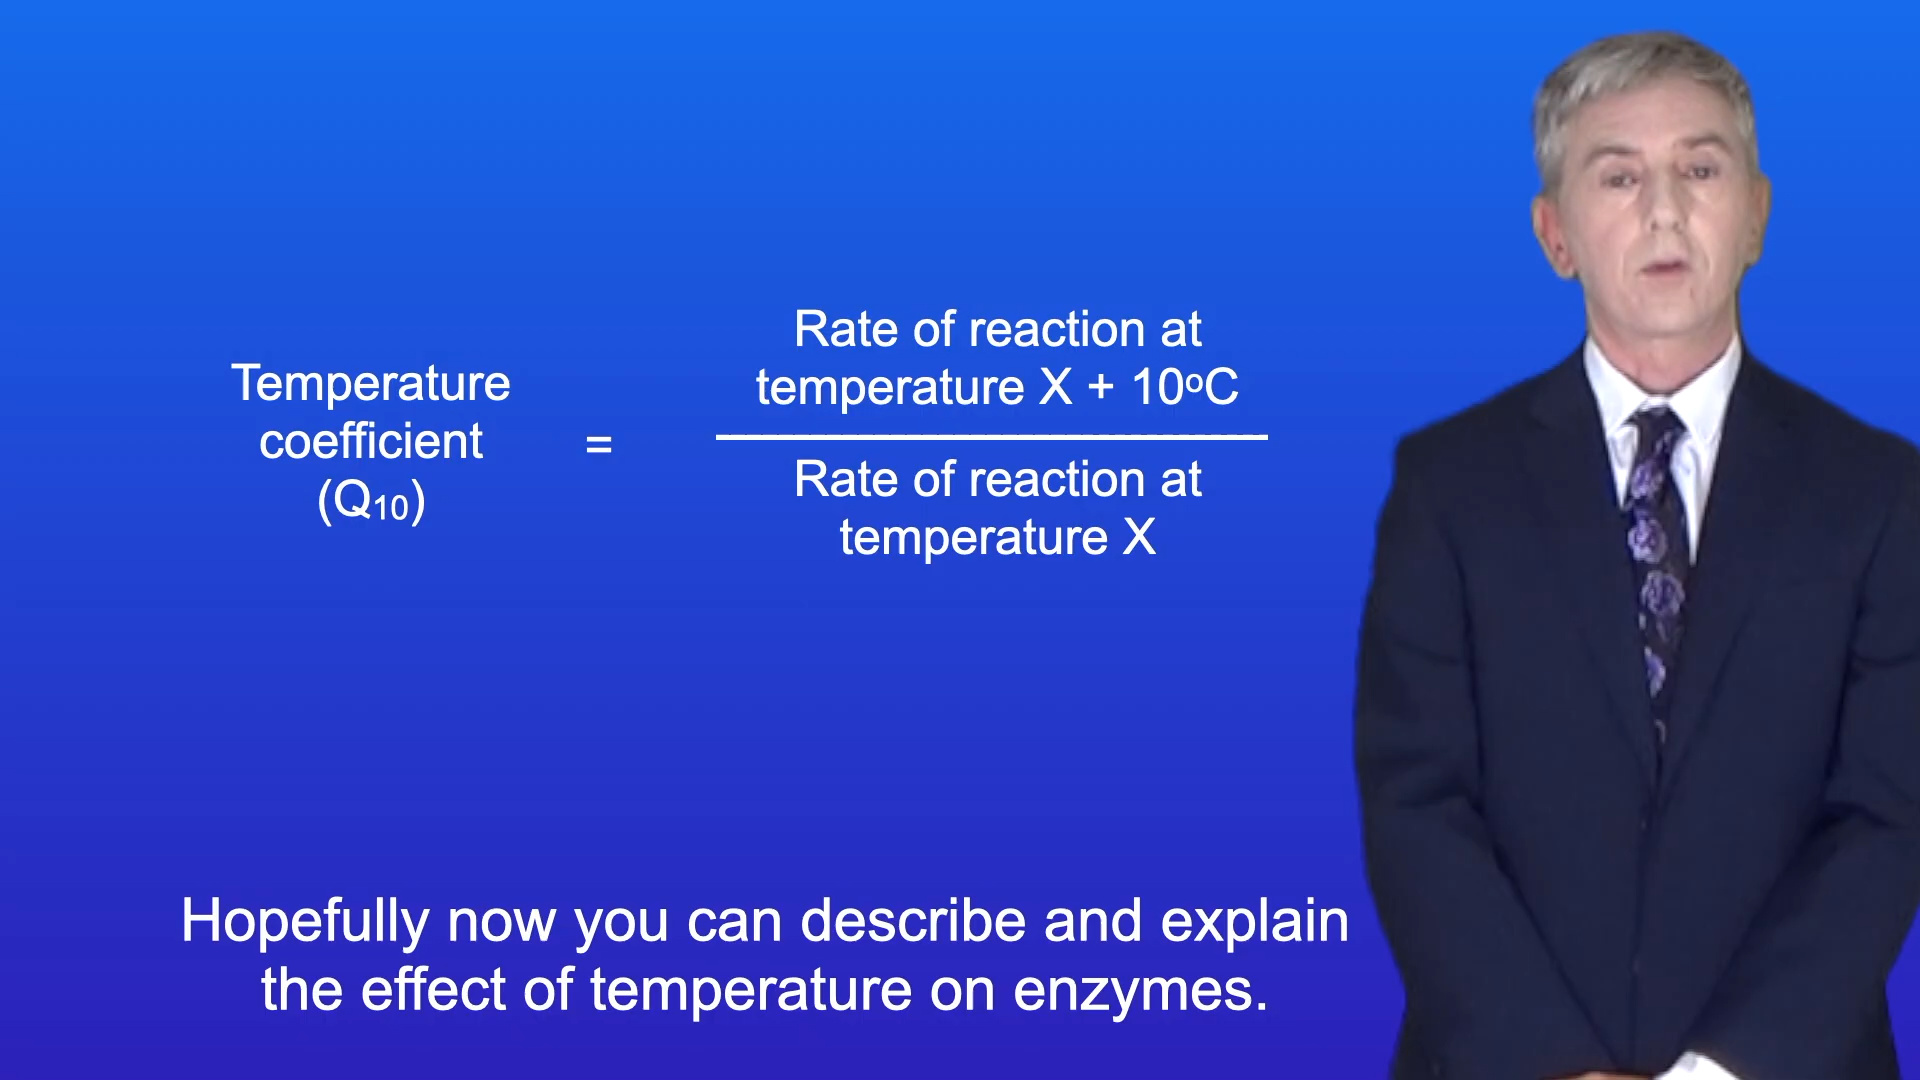 Temperature
coefficient
(Q₁₀)
=
Rate of reaction at
temperature X + 10ºC
Rate of reaction at
temperature X
Hopefully now you can describe and explain
the effect of temperature on enzymes.